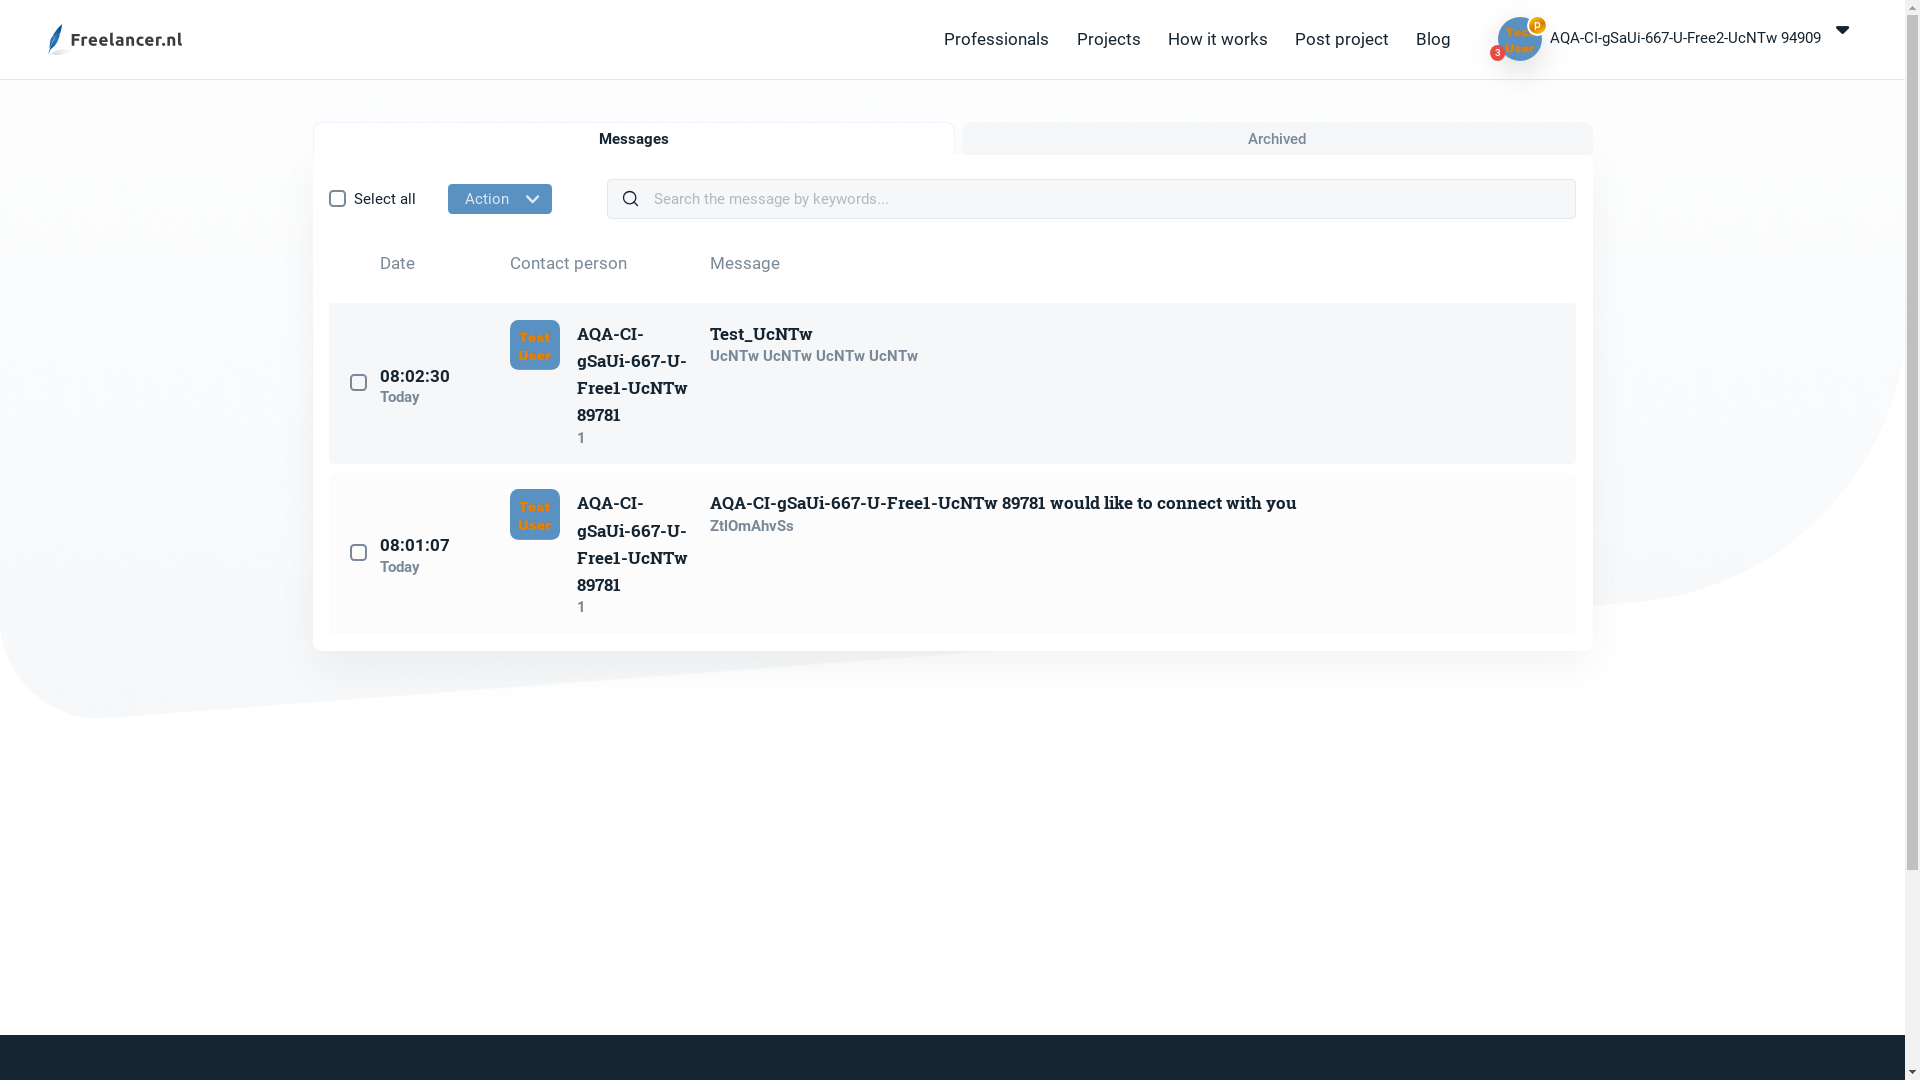 Freelancer.nl
Professionals
Projects
How it works
Post project
Blog
Test
User
p
3
AQA-CI-gSaUi-667-U-Free2-UcNTw 94909
Messages
Archived
Select all
Action
Search the message by keywords...
Date
Contact person
Message
08:02:30
Today
Test
User
AQA-CI-
gSaUi-667-U-
Free1-UcNTw
89781
1
Test_UcNTw
UcNTw UcNTw UcNTw UcNTw
08:01:07
Today
Test
User
AQA-CI-
gSaUi-667-U-
Free1-UcNTw
89781
1
AQA-CI-gSaUi-667-U-Free1-UcNTw 89781 would like to connect with you
ZtIOmAhvSs